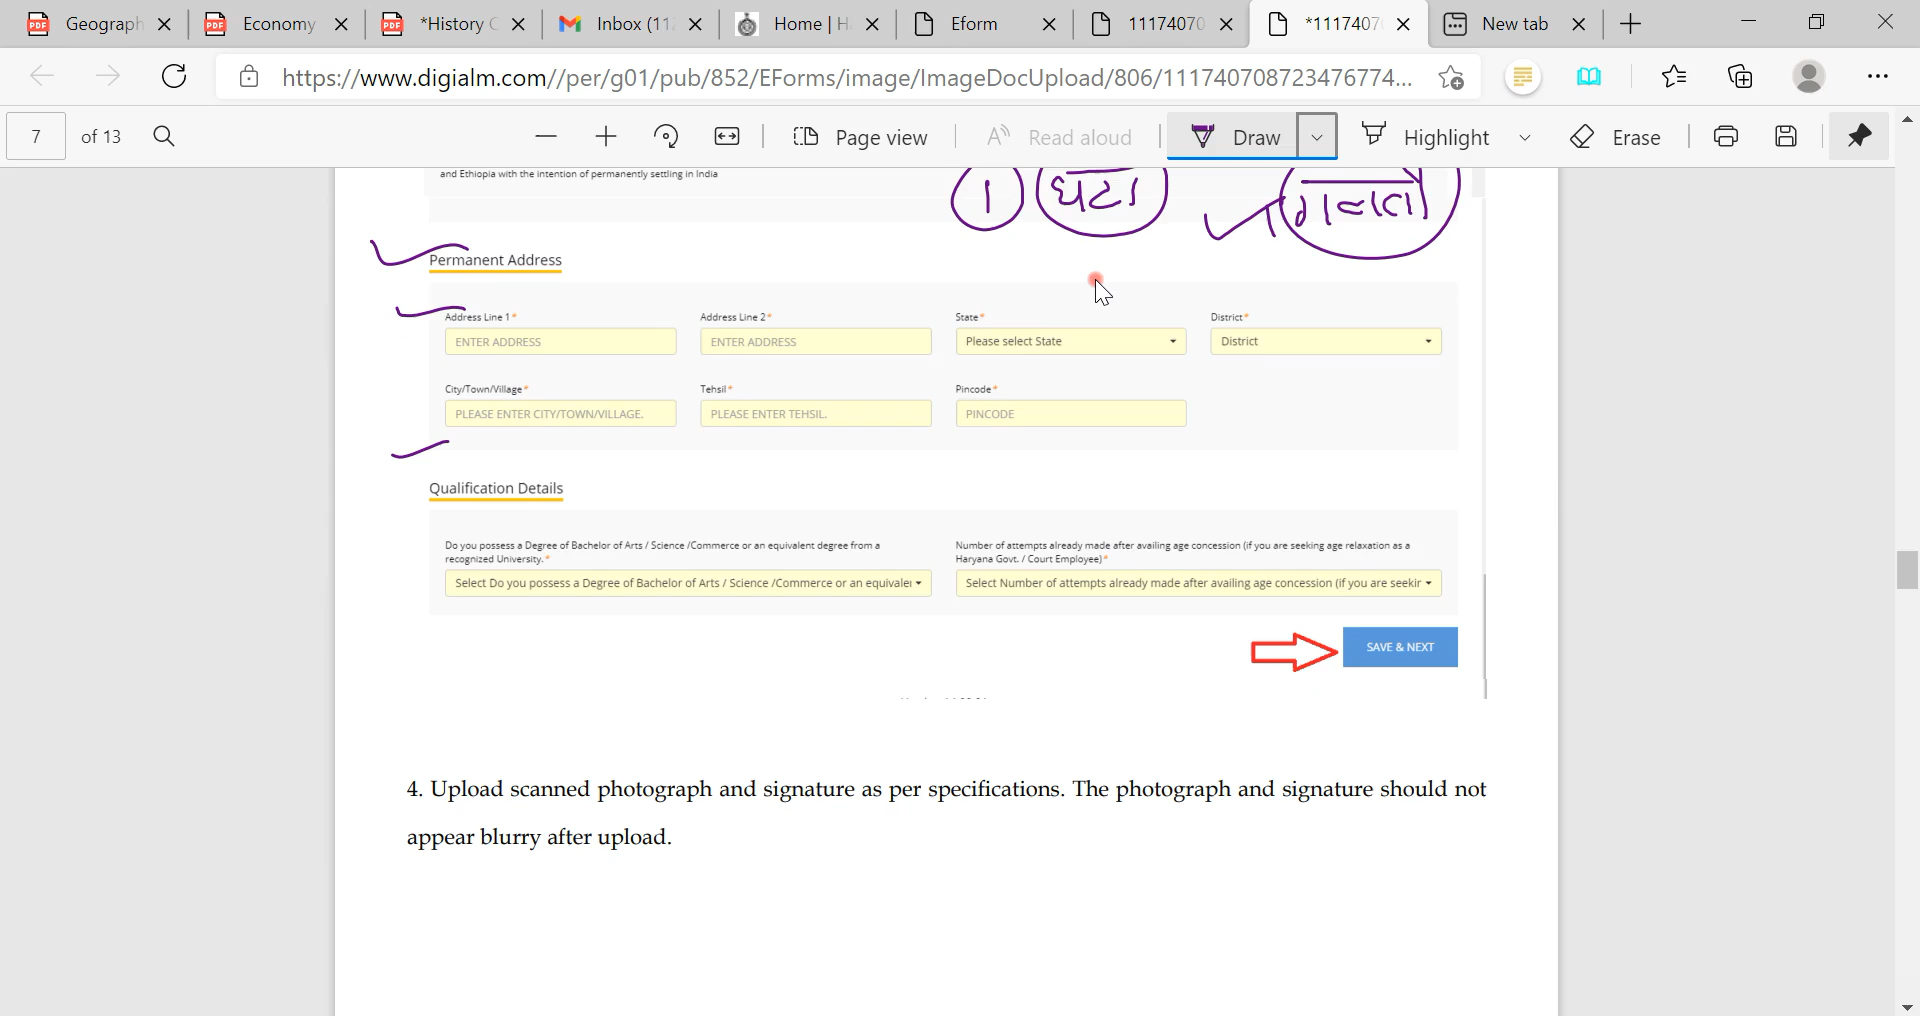 Geograph
Economy
*History C
Inbox (11
Home | H
Eform
11174070
*1117407
New tab
https://www.digialm.com//per/g01/pub/852/EForms/image/ImageDocUpload/806/111740708723476774...
7 of 13
Page view
Read aloud
Draw
Highlight
Erase
and Ethiopia with the intention of permanently settling in India
1
Permanent Address
Address Line 1* Address Line 2* State* District*
ENTER ADDRESS ENTER ADDRESS Please select State District
City/Town/Village* Tehsil* Pincode*
PLEASE ENTER CITY/TOWN/VILLAGE. PLEASE ENTER TEHSIL. PINCODE
Qualification Details
Do you possess a Degree of Bachelor of Arts / Science /Commerce or an equivalent degree from a
recognized University.*
Number of attempts already made after availing age concession (if you are seeking age relaxation as a
Haryana Govt. / Court Employee)*
Select Do you possess a Degree of Bachelor of Arts / Science /Commerce or an equivaler
Select Number of attempts already made after availing age concession (if you are seekir
SAVE & NEXT
4. Upload scanned photograph and signature as per specifications. The photograph and signature should not
appear blurry after upload.